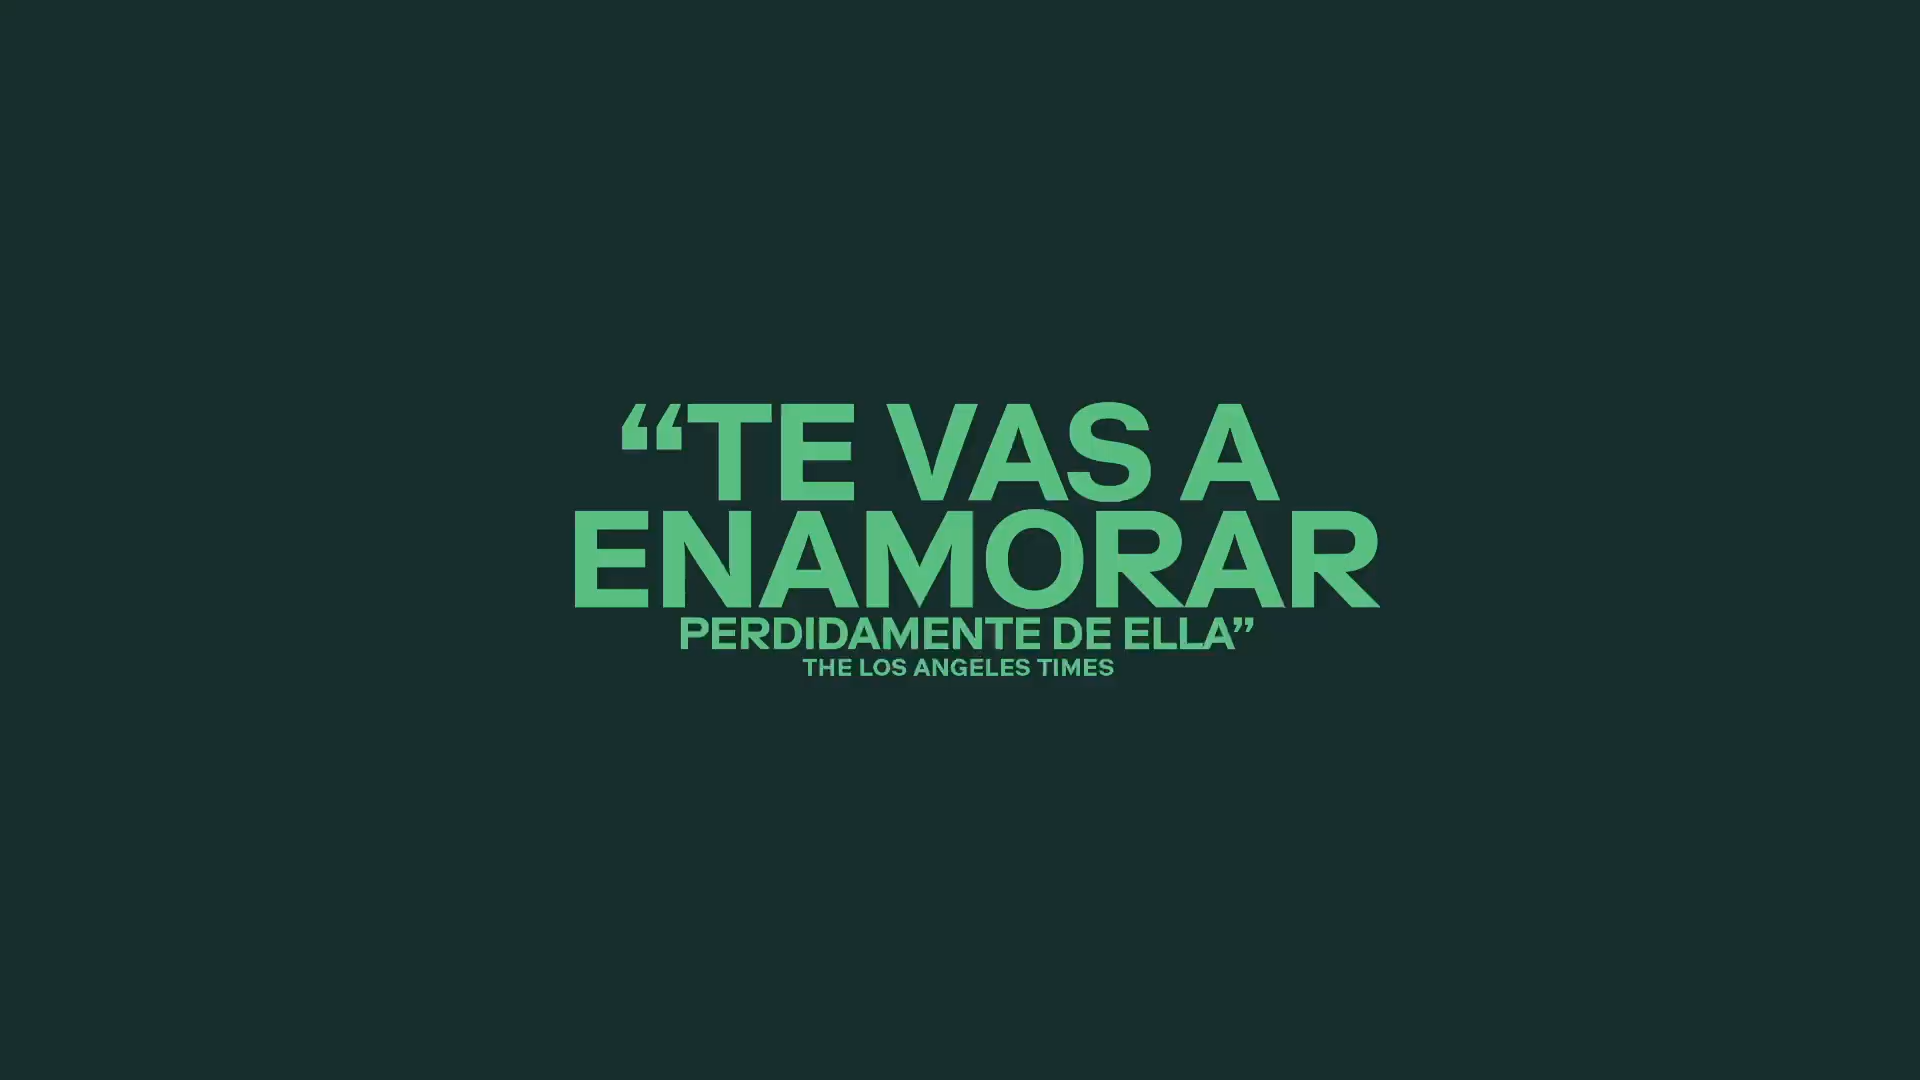 “TE VAS A
ENAMORAR
PERDIDAMENTE DE ELLA”
THE LOS ANGELES TIMES